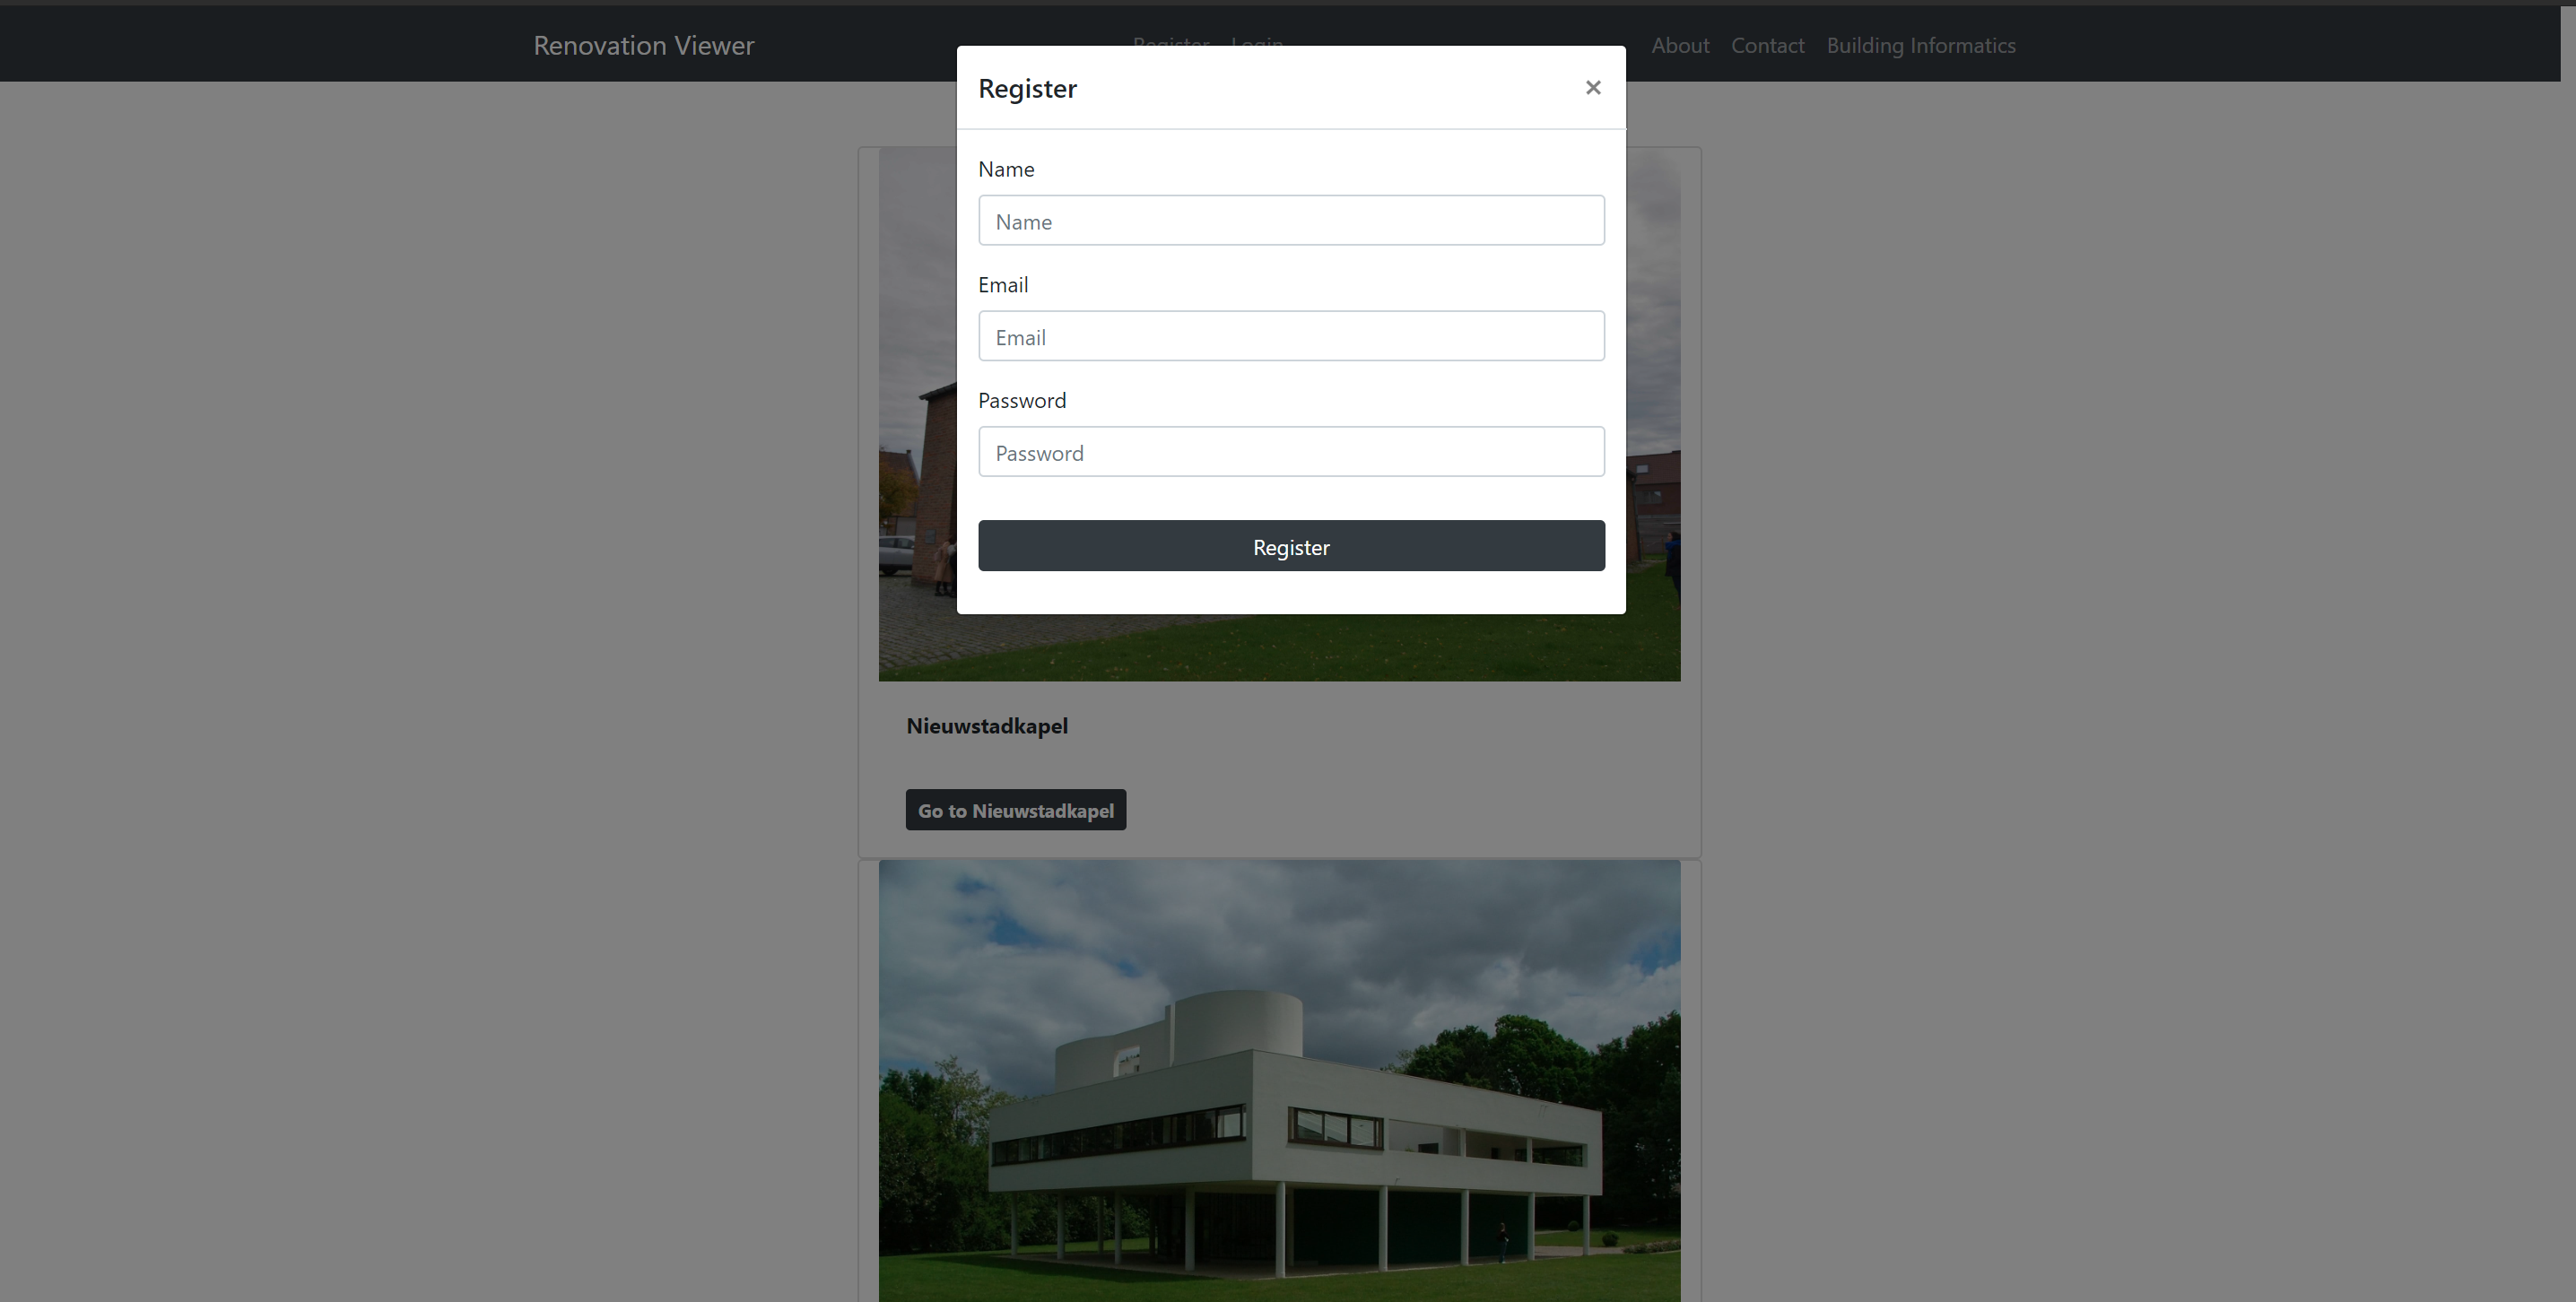 Renovation Viewer
Register Login
About Contact Building Informatics
Register
Name
Name
Email
Email
Password
Password
Register
Nieuwstadkapel
Go to Nieuwstadkapel